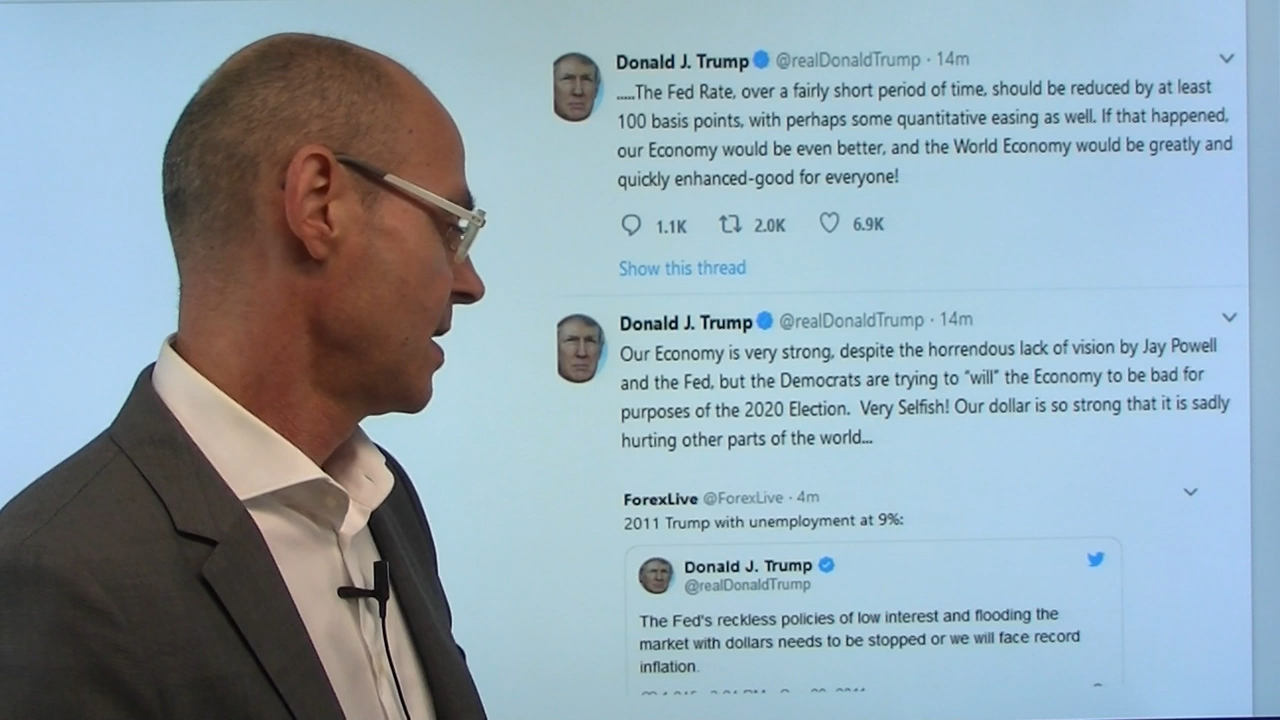 Donald J. Trump @realDonaldTrump · 14m
.....The Fed Rate, over a fairly short period of time, should be reduced by at least
100 basis points, with perhaps some quantitative easing as well. If that happened,
our Economy would be even better, and the World Economy would be greatly and
quickly enhanced-good for everyone!
1.1K 2.0K 6.9K
Show this thread
Donald J. Trump @realDonaldTrump · 14m
Our Economy is very strong, despite the horrendous lack of vision by Jay Powell
and the Fed, but the Democrats are trying to "will" the Economy to be bad for
purposes of the 2020 Election.  Very Selfish! Our dollar is so strong that it is sadly
hurting other parts of the world...
ForexLive @ForexLive · 4m
2011 Trump with unemployment at 9%:
Donald J. Trump
@realDonaldTrump
The Fed's reckless policies of low interest and flooding the
market with dollars needs to be stopped or we will face record
inflation.